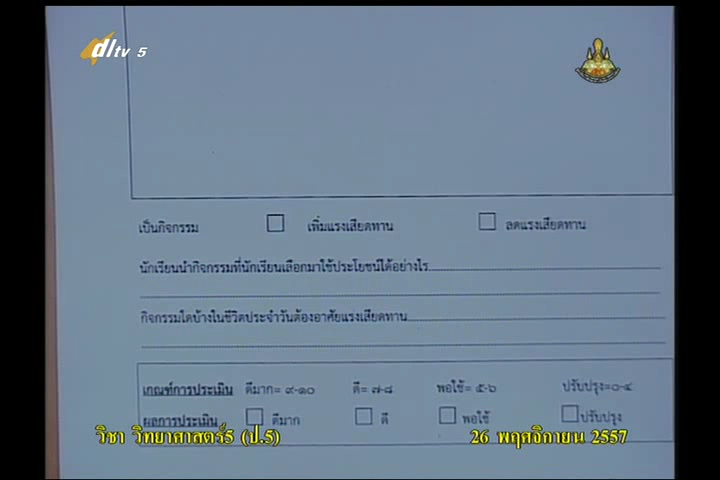 dltv 5
เป็นกิจกรรม เพิ่มแรงเสียดทาน ลดแรงเสียดทาน
นักเรียนนำกิจกรรมที่นักเรียนเลือกมาใช้ประโยชน์ได้อย่างไร
กิจกรรมใดบ้างในชีวิตประจำวันต้องอาศัยแรงเสียดทาน
เกณฑ์การประเมิน ดีมาก= ๙-๑๐ ดี= ๗-๘ พอใช้= ๕-๖ ปรับปรุง=๐-๔
ผลการประเมิน ดีมาก ดี พอใช้ ปรับปรุง
วิชา วิทยาศาสตร์5 (ป.5) 26 พฤศจิกายน 2557